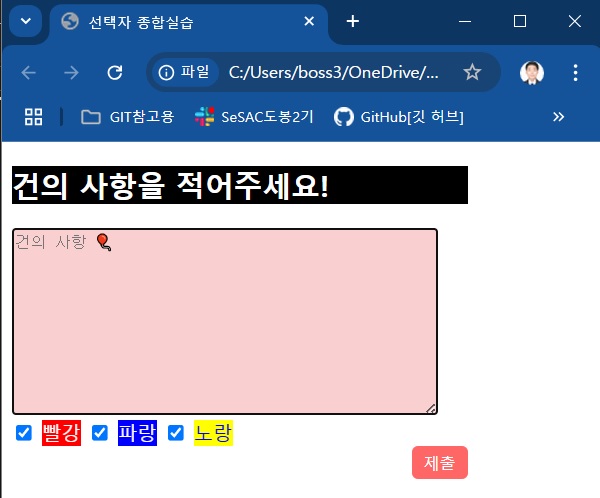 선택자 종합실습
파일 C:/Users/boss3/OneDrive/...
GIT참고용 SeSAC도봉2기 GitHub[깃 허브]
건의 사항을 적어주세요!
건의 사항 🎈
빨강 파랑 노랑
제출